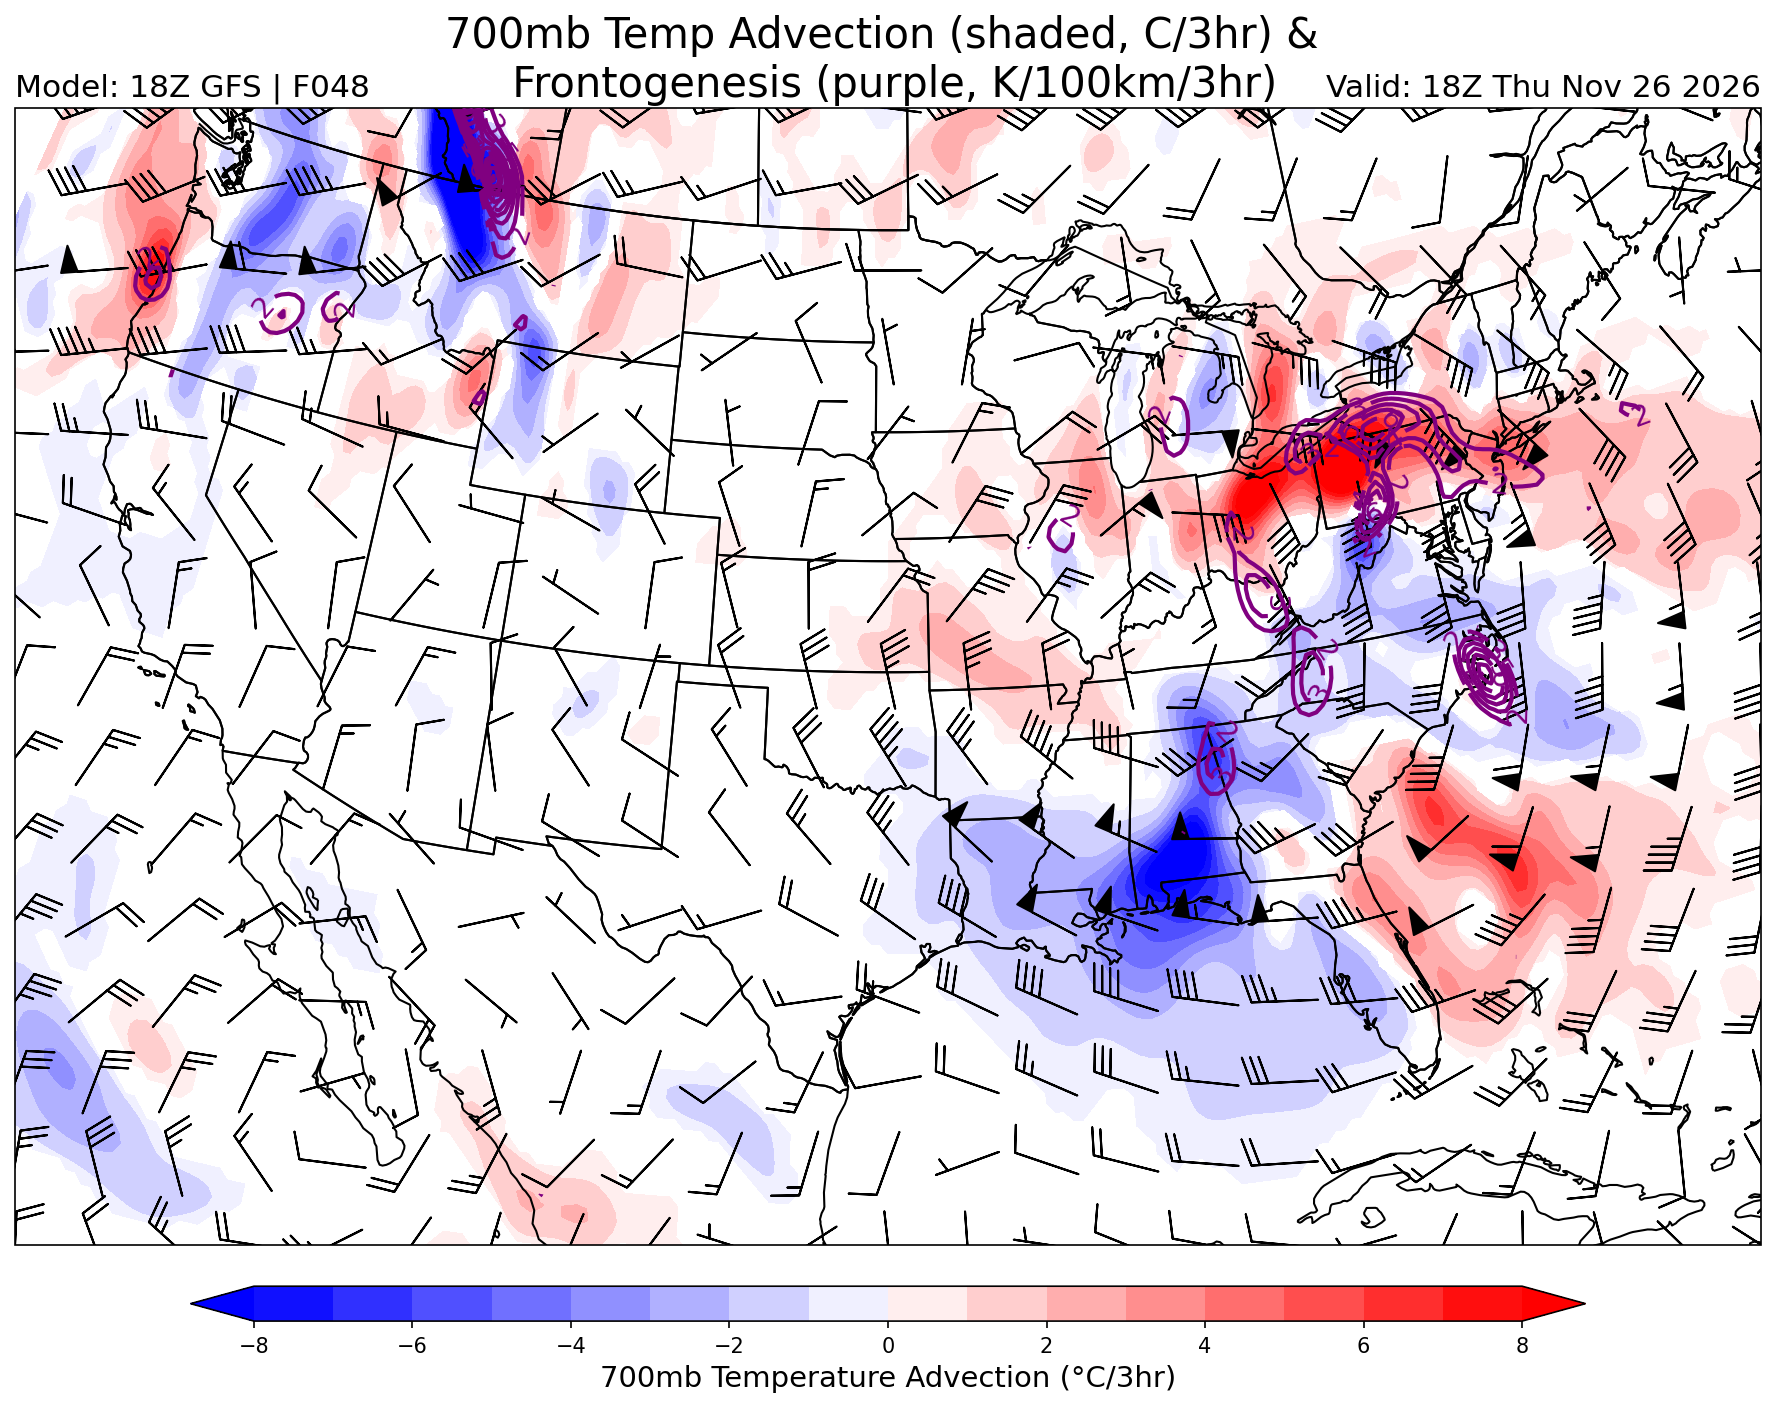 700mb Temp Advection (shaded, C/3hr) &
Model: 18Z GFS | F048 Frontogenesis (purple, K/100km/3hr) Valid: 18Z Thu Nov 26 2026
−8 −6 −4 −2 0 2 4 6 8
700mb Temperature Advection (°C/3hr)